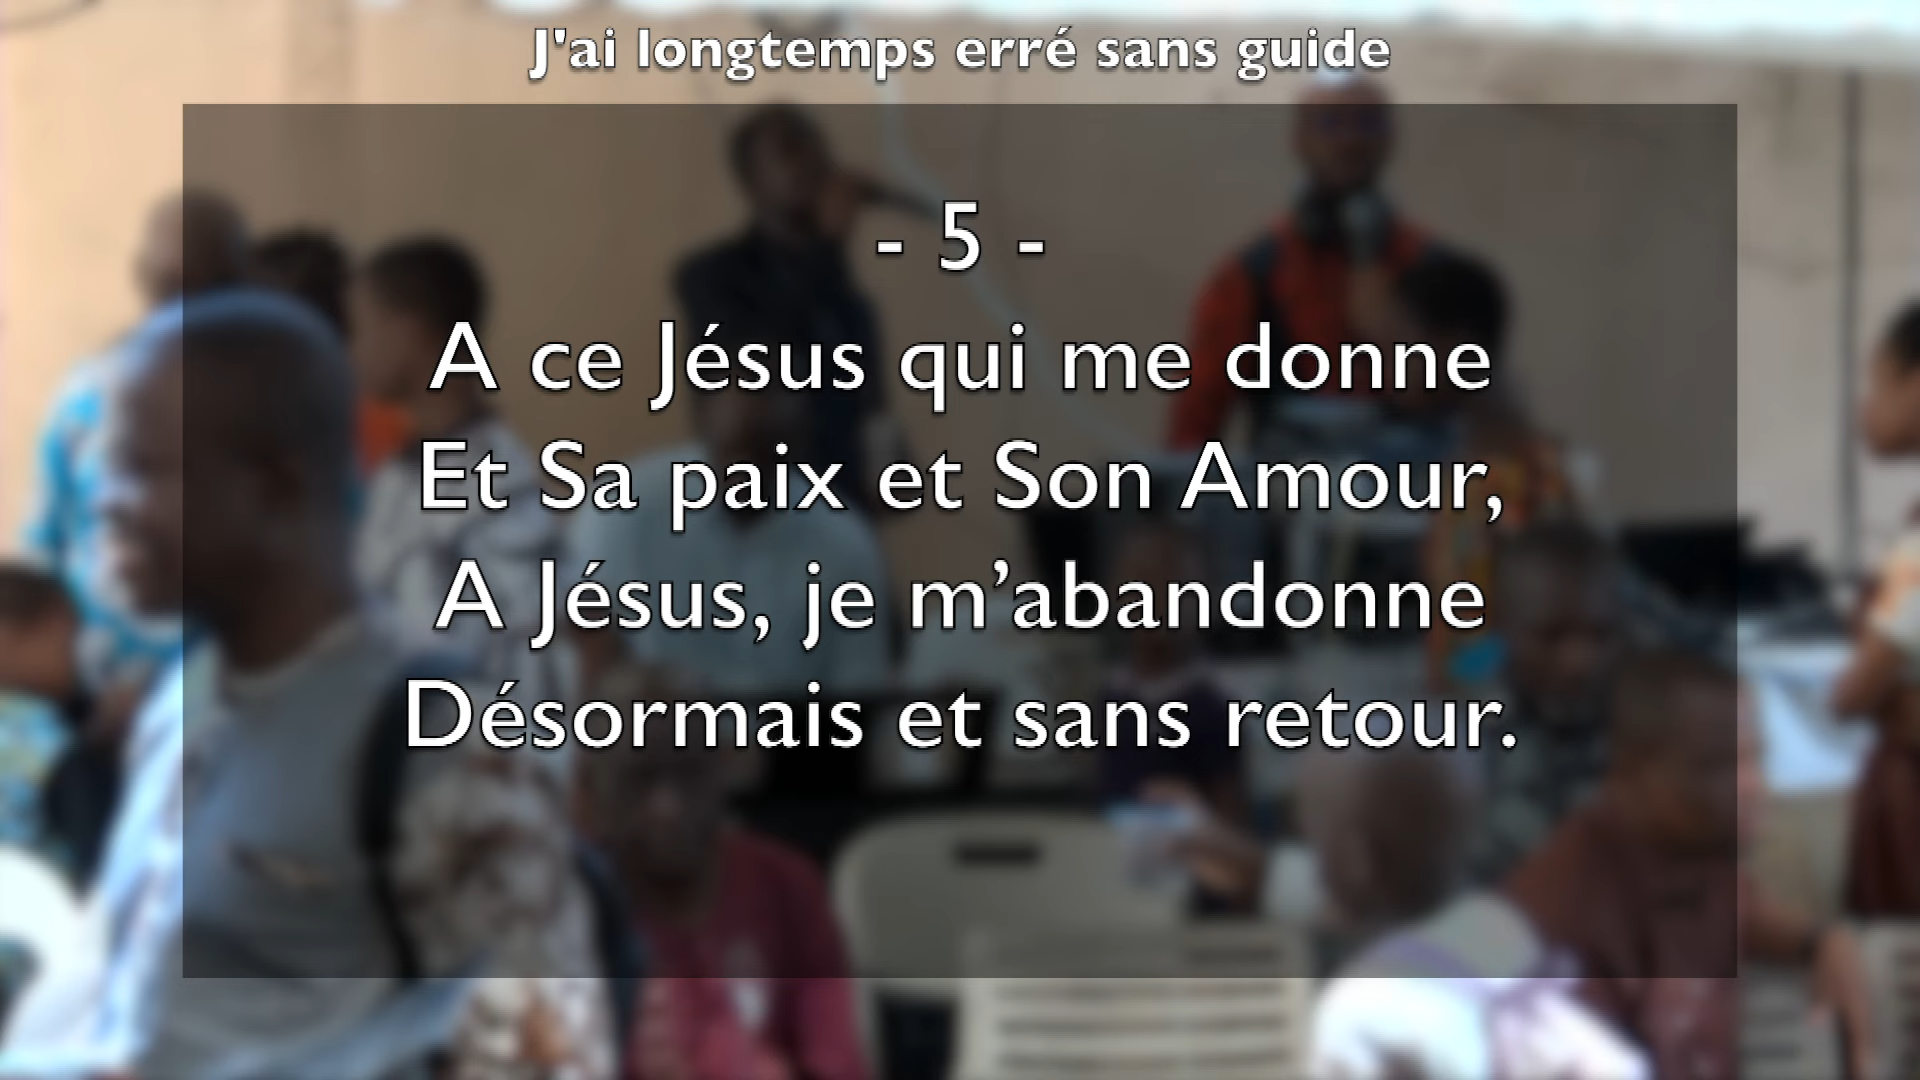 J'ai longtemps erré sans guide
- 5 -
A ce Jésus qui me donne
Et Sa paix et Son Amour,
A Jésus, je m’abandonne
Désormais et sans retour.